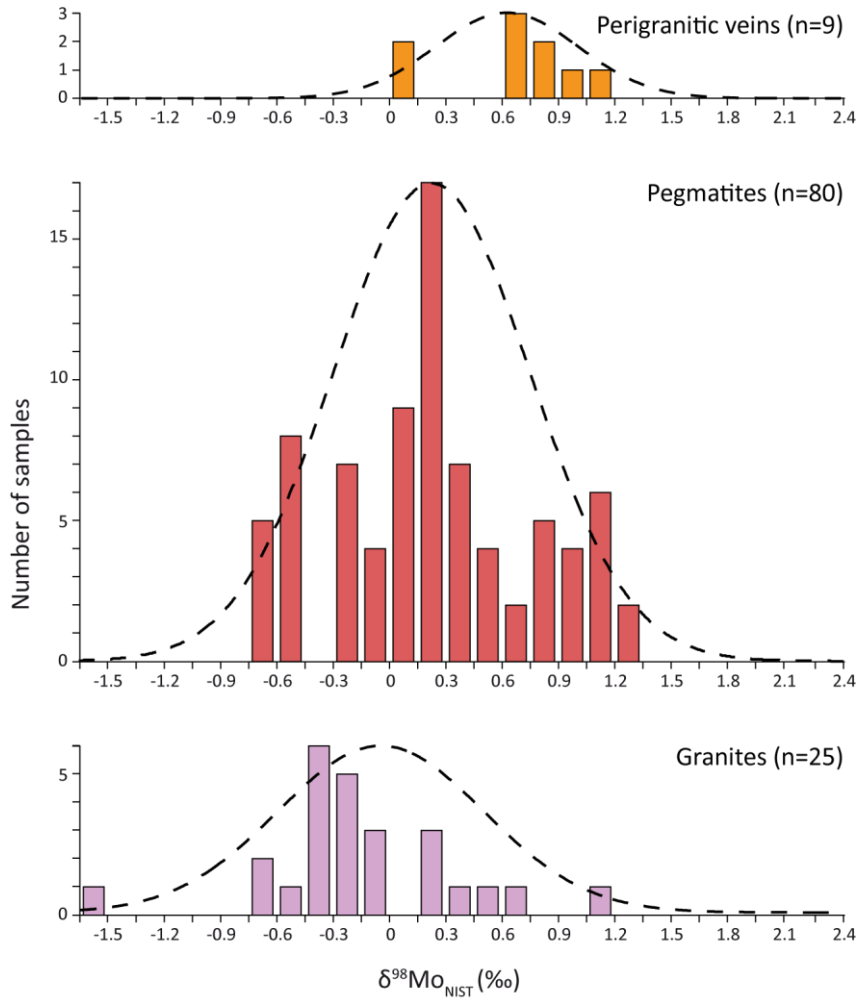 Perigranitic veins (n=9)
3
2
1
0
-1.5 -1.2 -0.9 -0.6 -0.3 0 0.3 0.6 0.9 1.2 1.5 1.8 2.1 2.4
Pegmatites (n=80)
15
10
5
0
-1.5 -1.2 -0.9 -0.6 -0.3 0 0.3 0.6 0.9 1.2 1.5 1.8 2.1 2.4
Number of samples
Granites (n=25)
5
0
-1.5 -1.2 -0.9 -0.6 -0.3 0 0.3 0.6 0.9 1.2 1.5 1.8 2.1 2.4
δ⁹⁸Mo_NIST (‰)